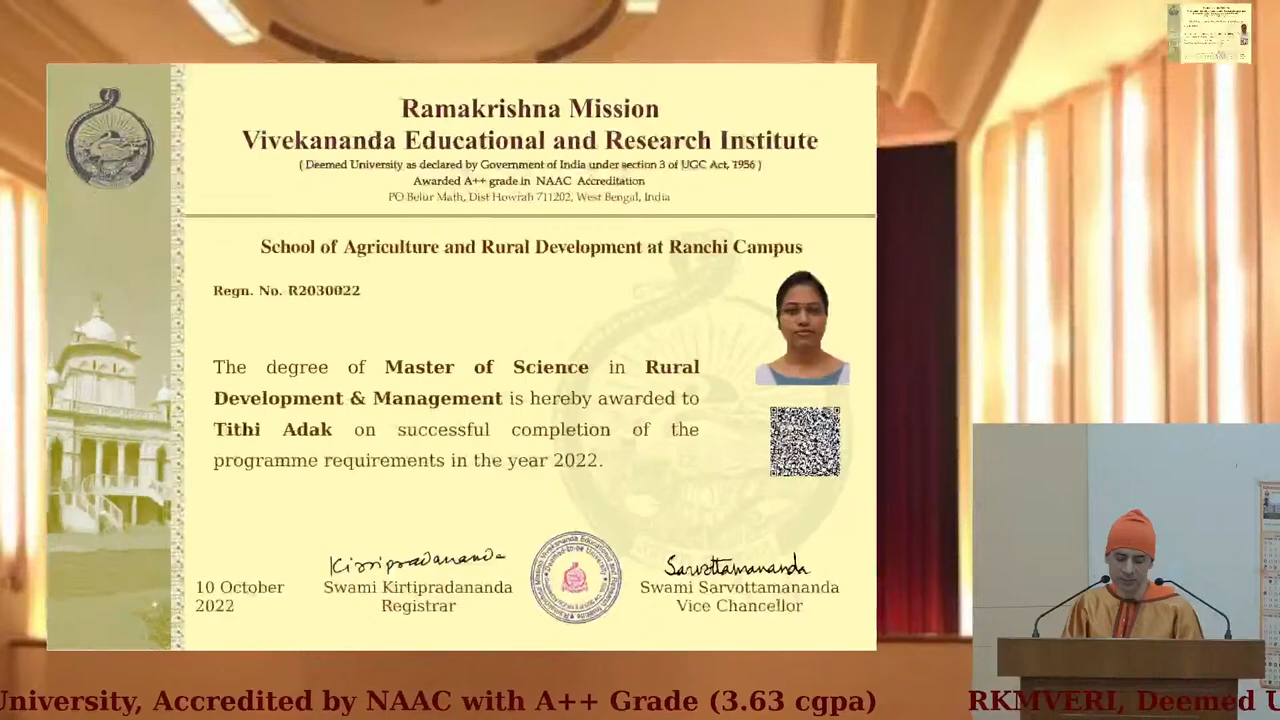 Ramakrishna Mission
Vivekananda Educational and Research Institute
( Deemed University as declared by Government of India under section 3 of UGC Act, 1956 )
Awarded A++ grade in NAAC Accreditation
PO Belur Math, Dist Howrah 711202, West Bengal, India
School of Agriculture and Rural Development at Ranchi Campus
Regn. No. R2030022
The degree of Master of Science in Rural
Development & Management is hereby awarded to
Tithi Adak on successful completion of the
programme requirements in the year 2022.
Kirtipradananda
Sarvottamananda
10 October
2022
Swami Kirtipradananda
Registrar
Swami Sarvottamananda
Vice Chancellor
University, Accredited by NAAC with A++ Grade (3.63 cgpa) RKMVERI, Deemed U